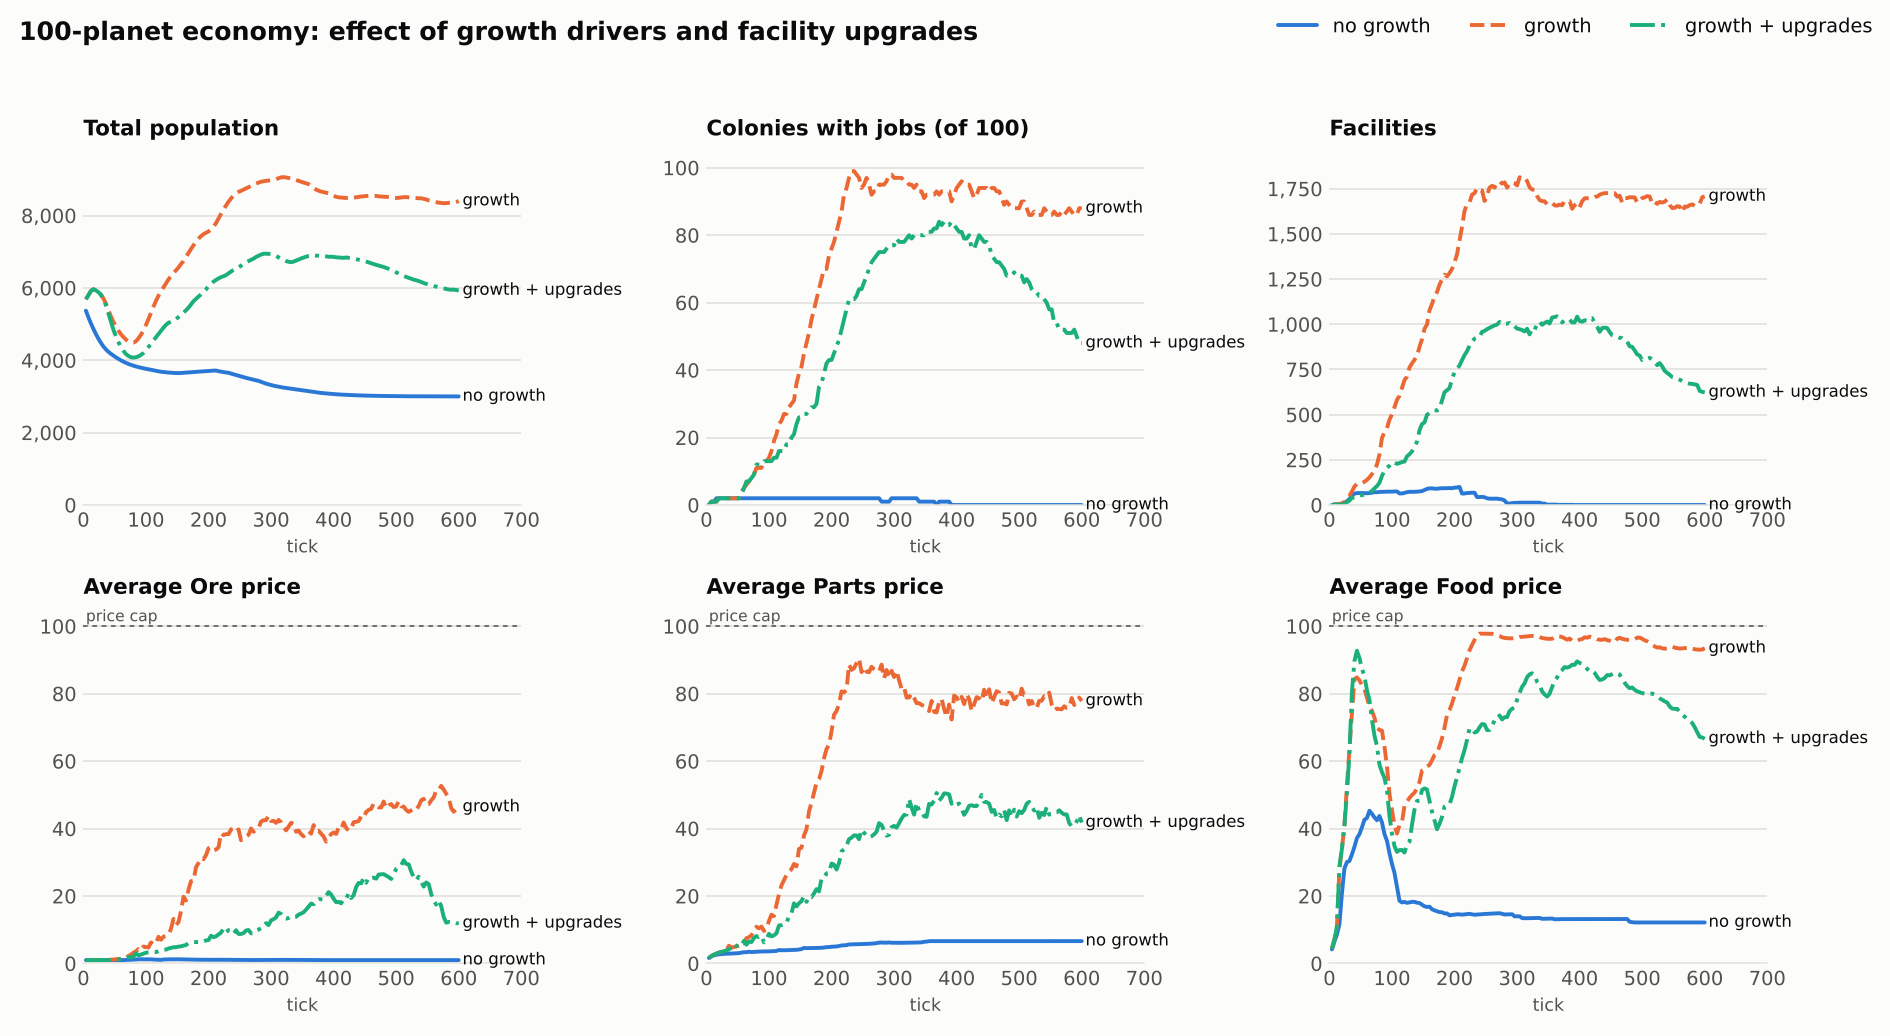 100-planet economy: effect of growth drivers and facility upgrades
no growth
growth
growth + upgrades
Total population
8,000
6,000
4,000
2,000
0
growth
growth + upgrades
no growth
0 100 200 300 400 500 600 700
tick
Colonies with jobs (of 100)
100
80
60
40
20
0
growth
growth + upgrades
no growth
0 100 200 300 400 500 600 700
tick
Facilities
1,750
1,500
1,250
1,000
750
500
250
0
growth
growth + upgrades
no growth
0 100 200 300 400 500 600 700
tick
Average Ore price
price cap
100
80
60
40
20
0
growth
growth + upgrades
no growth
0 100 200 300 400 500 600 700
tick
Average Parts price
price cap
100
80
60
40
20
0
growth
growth + upgrades
no growth
0 100 200 300 400 500 600 700
tick
Average Food price
price cap
100
80
60
40
20
0
growth
growth + upgrades
no growth
0 100 200 300 400 500 600 700
tick